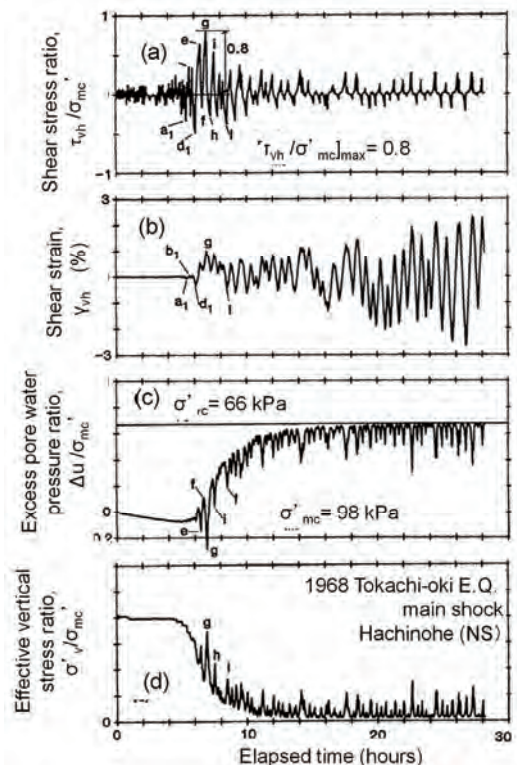 Shear stress ratio,
τvh /σmc'
1
0
-1
(a)
e
g
i
0.8
a1
d1
f
h
l
[τvh /σ'mc]max = 0.8
Shear strain,
γvh (%)
3
-3
(b)
b1
a1
d1
g
l
Excess pore water
pressure ratio,
Δu/σmc'
0
(c)
σ'rc = 66 kPa
σ'mc = 98 kPa
f
e
g
i
Effective vertical
stress ratio,
σ'v/σmc'
0
(d)
g
h
1968 Tokachi-oki E.Q.
main shock
Hachinohe (NS)
0
10
20
30
Elapsed time (hours)